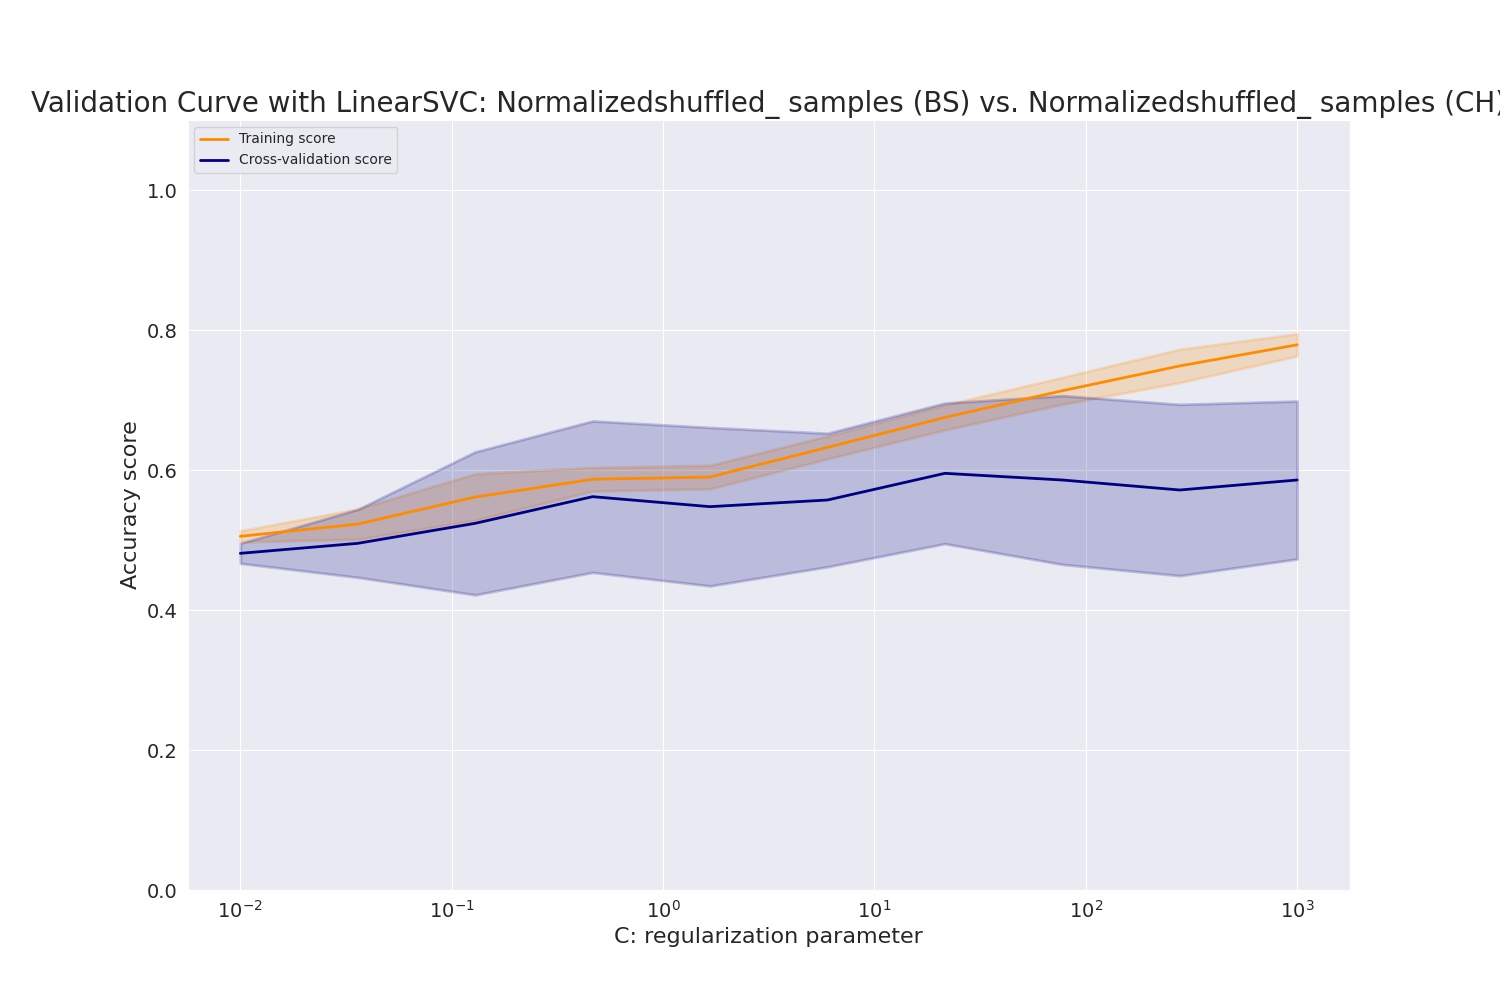 Validation Curve with LinearSVC: Normalizedshuffled_ samples (BS) vs. Normalizedshuffled_ samples (CH)
Training score
Cross-validation score
1.0
0.8
0.6
0.4
0.2
0.0
Accuracy score
10⁻² 10⁻¹ 10⁰ 10¹ 10² 10³
C: regularization parameter